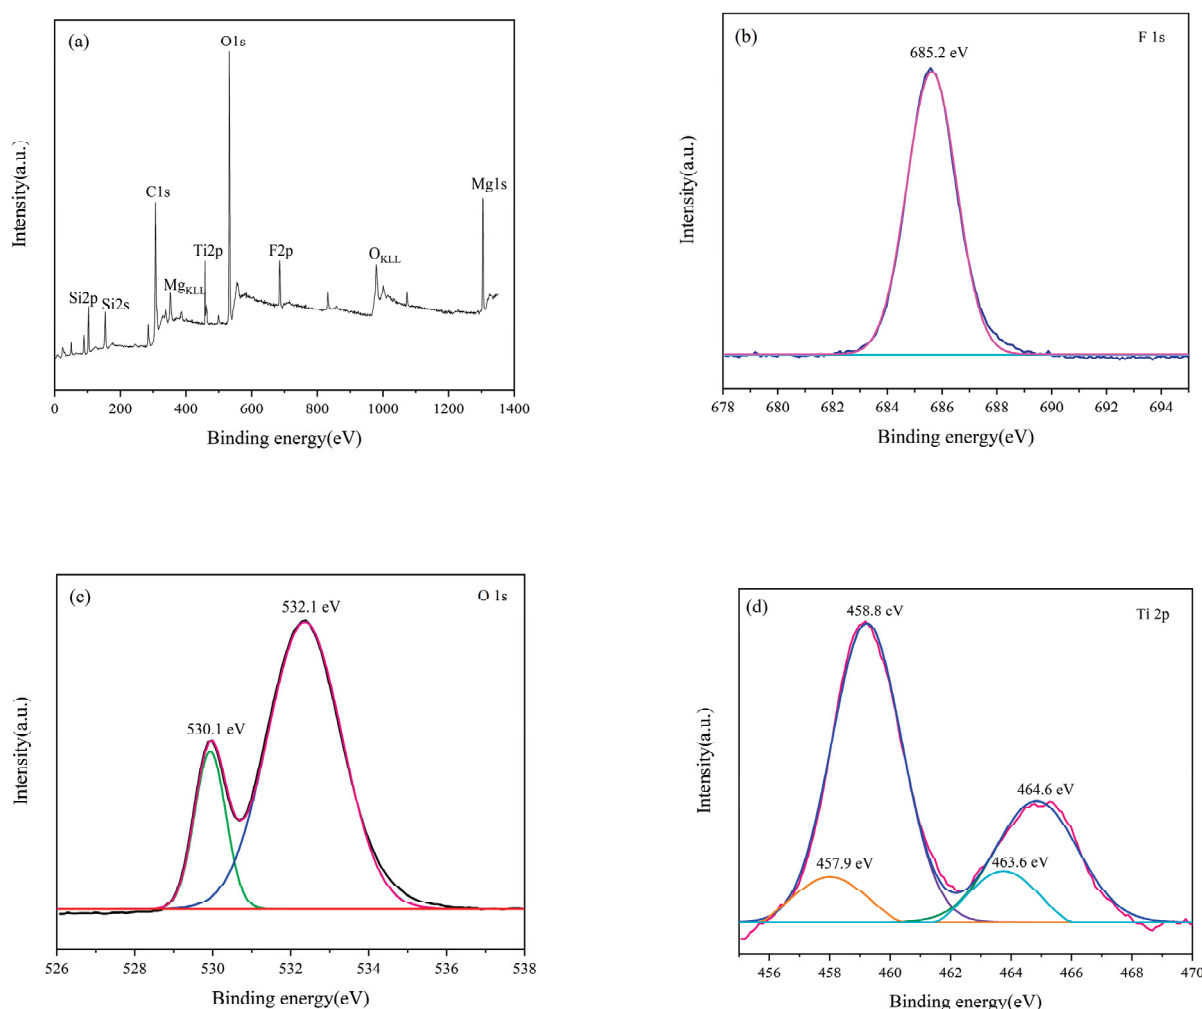 (a)
O1s
C1s
Mg1s
Ti2p
F2p
O_KLL
Mg_KLL
Si2p
Si2s
Intensity(a.u.)
0 200 400 600 800 1000 1200 1400
Binding energy(eV)
(b)
F 1s
685.2 eV
Intensity(a.u.)
678 680 682 684 686 688 690 692 694
Binding energy(eV)
(c)
O 1s
532.1 eV
530.1 eV
Intensity(a.u.)
526 528 530 532 534 536 538
Binding energy(eV)
(d)
Ti 2p
458.8 eV
464.6 eV
457.9 eV
463.6 eV
Intensity(a.u.)
456 458 460 462 464 466 468 470
Binding energy(eV)